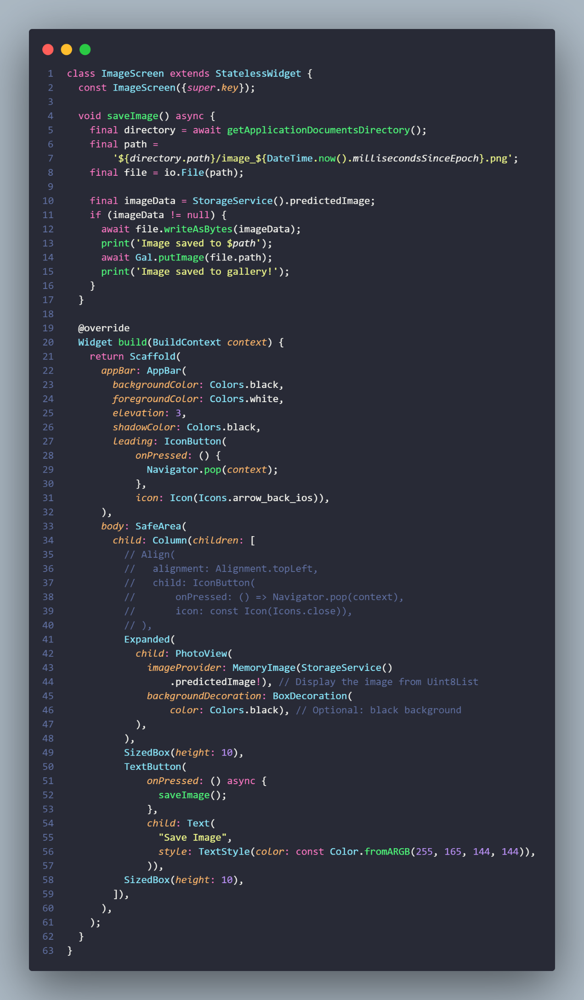 1 class ImageScreen extends StatelessWidget {
2   const ImageScreen({super.key});
3
4   void saveImage() async {
5     final directory = await getApplicationDocumentsDirectory();
6     final path =
7         '${directory.path}/image_${DateTime.now().millisecondsSinceEpoch}.png';
8     final file = io.File(path);
9
10     final imageData = StorageService().predictedImage;
11     if (imageData != null) {
12       await file.writeAsBytes(imageData);
13       print('Image saved to $path');
14       await Gal.putImage(file.path);
15       print('Image saved to gallery!');
16     }
17   }
18
19   @override
20   Widget build(BuildContext context) {
21     return Scaffold(
22       appBar: AppBar(
23         backgroundColor: Colors.black,
24         foregroundColor: Colors.white,
25         elevation: 3,
26         shadowColor: Colors.black,
27         leading: IconButton(
28             onPressed: () {
29               Navigator.pop(context);
30             },
31             icon: Icon(Icons.arrow_back_ios)),
32       ),
33       body: SafeArea(
34         child: Column(children: [
35           // Align(
36           //   alignment: Alignment.topLeft,
37           //   child: IconButton(
38           //       onPressed: () => Navigator.pop(context),
39           //       icon: const Icon(Icons.close)),
40           // ),
41           Expanded(
42             child: PhotoView(
43               imageProvider: MemoryImage(StorageService()
44                   .predictedImage!), // Display the image from Uint8List
45               backgroundDecoration: BoxDecoration(
46                   color: Colors.black), // Optional: black background
47             ),
48           ),
49           SizedBox(height: 10),
50           TextButton(
51               onPressed: () async {
52                 saveImage();
53               },
54               child: Text(
55                 "Save Image",
56                 style: TextStyle(color: const Color.fromARGB(255, 165, 144, 144)),
57               )),
58           SizedBox(height: 10),
59         ]),
60       ),
61     );
62   }
63 }